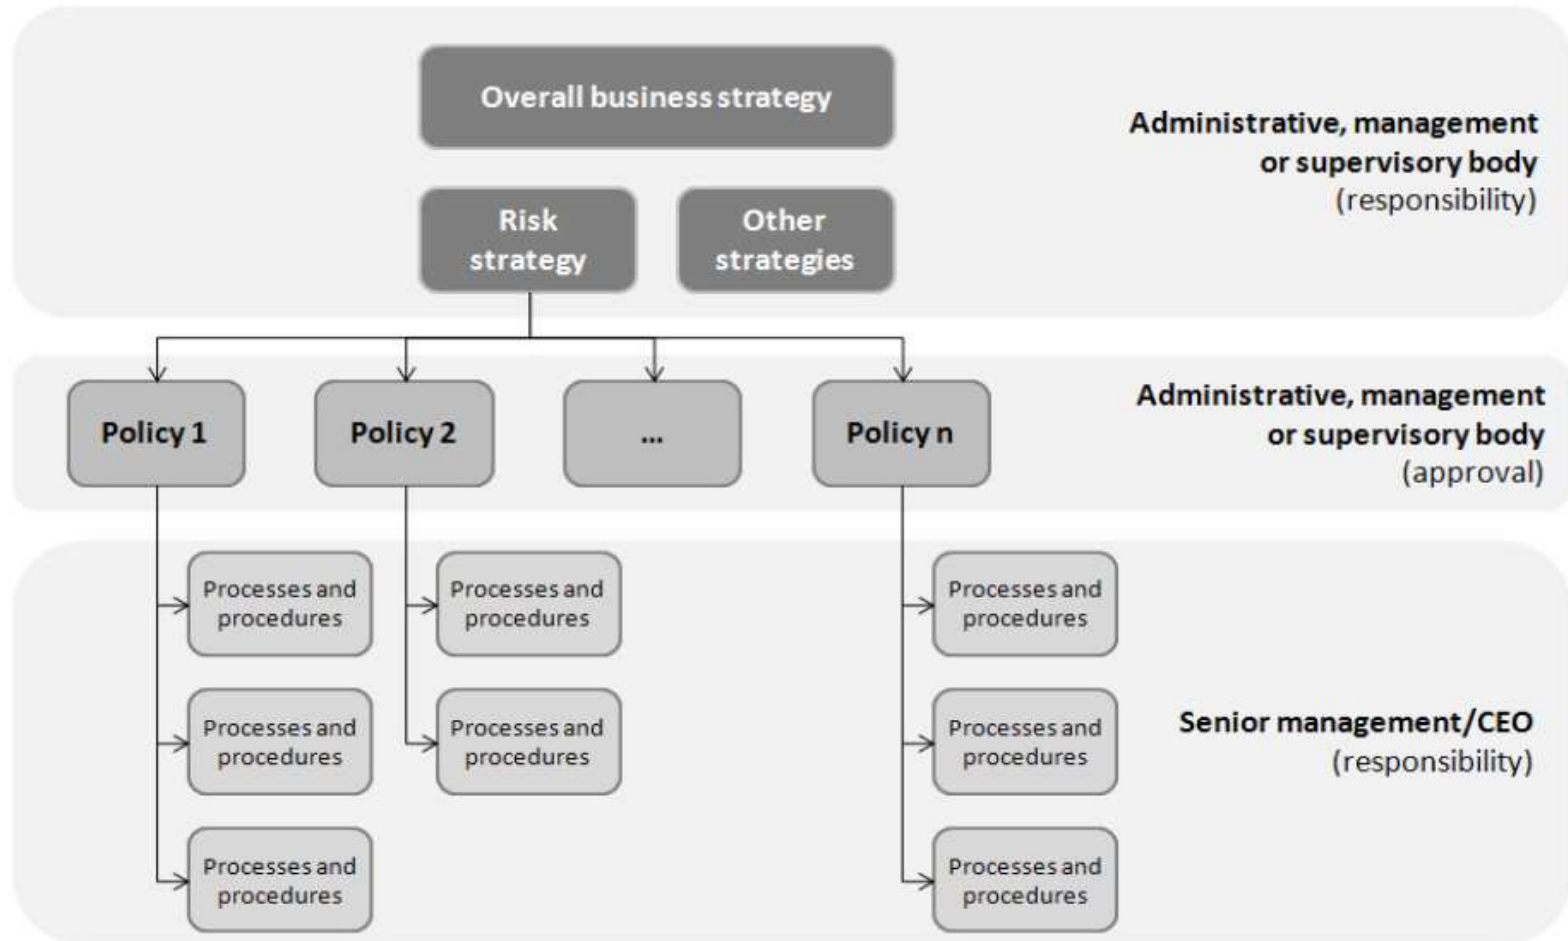 Overall business strategy
Administrative, management
or supervisory body
(responsibility)
Risk
strategy
Other
strategies
Policy 1
Policy 2
...
Policy n
Administrative, management
or supervisory body
(approval)
Processes and
procedures
Processes and
procedures
Processes and
procedures
Processes and
procedures
Processes and
procedures
Processes and
procedures
Senior management/CEO
(responsibility)
Processes and
procedures
Processes and
procedures